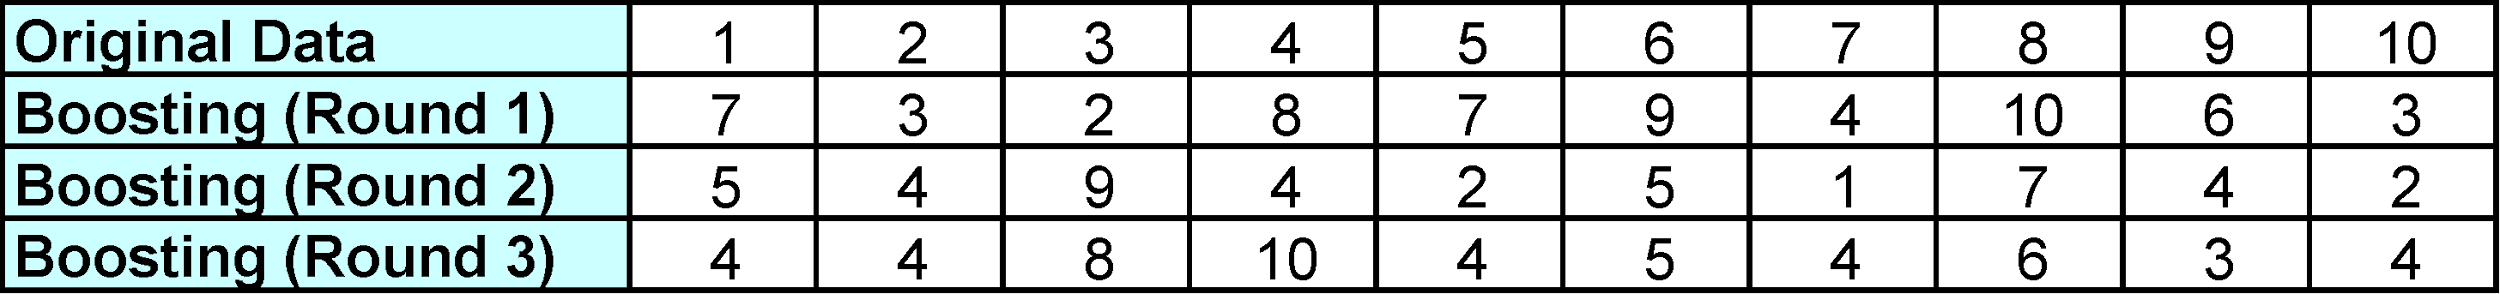 Original Data 1 2 3 4 5 6 7 8 9 10
Boosting (Round 1) 7 3 2 8 7 9 4 10 6 3
Boosting (Round 2) 5 4 9 4 2 5 1 7 4 2
Boosting (Round 3) 4 4 8 10 4 5 4 6 3 4